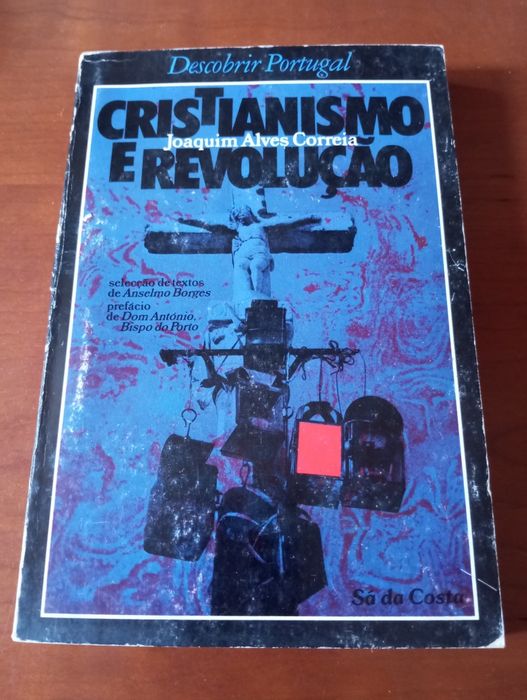 Descobrir Portugal
CRISTIANISMO
Joaquim Alves Correia
E REVOLUÇÃO
selecção de textos
de Anselmo Borges
prefácio
de Dom António,
Bispo do Porto
Sá da Costa